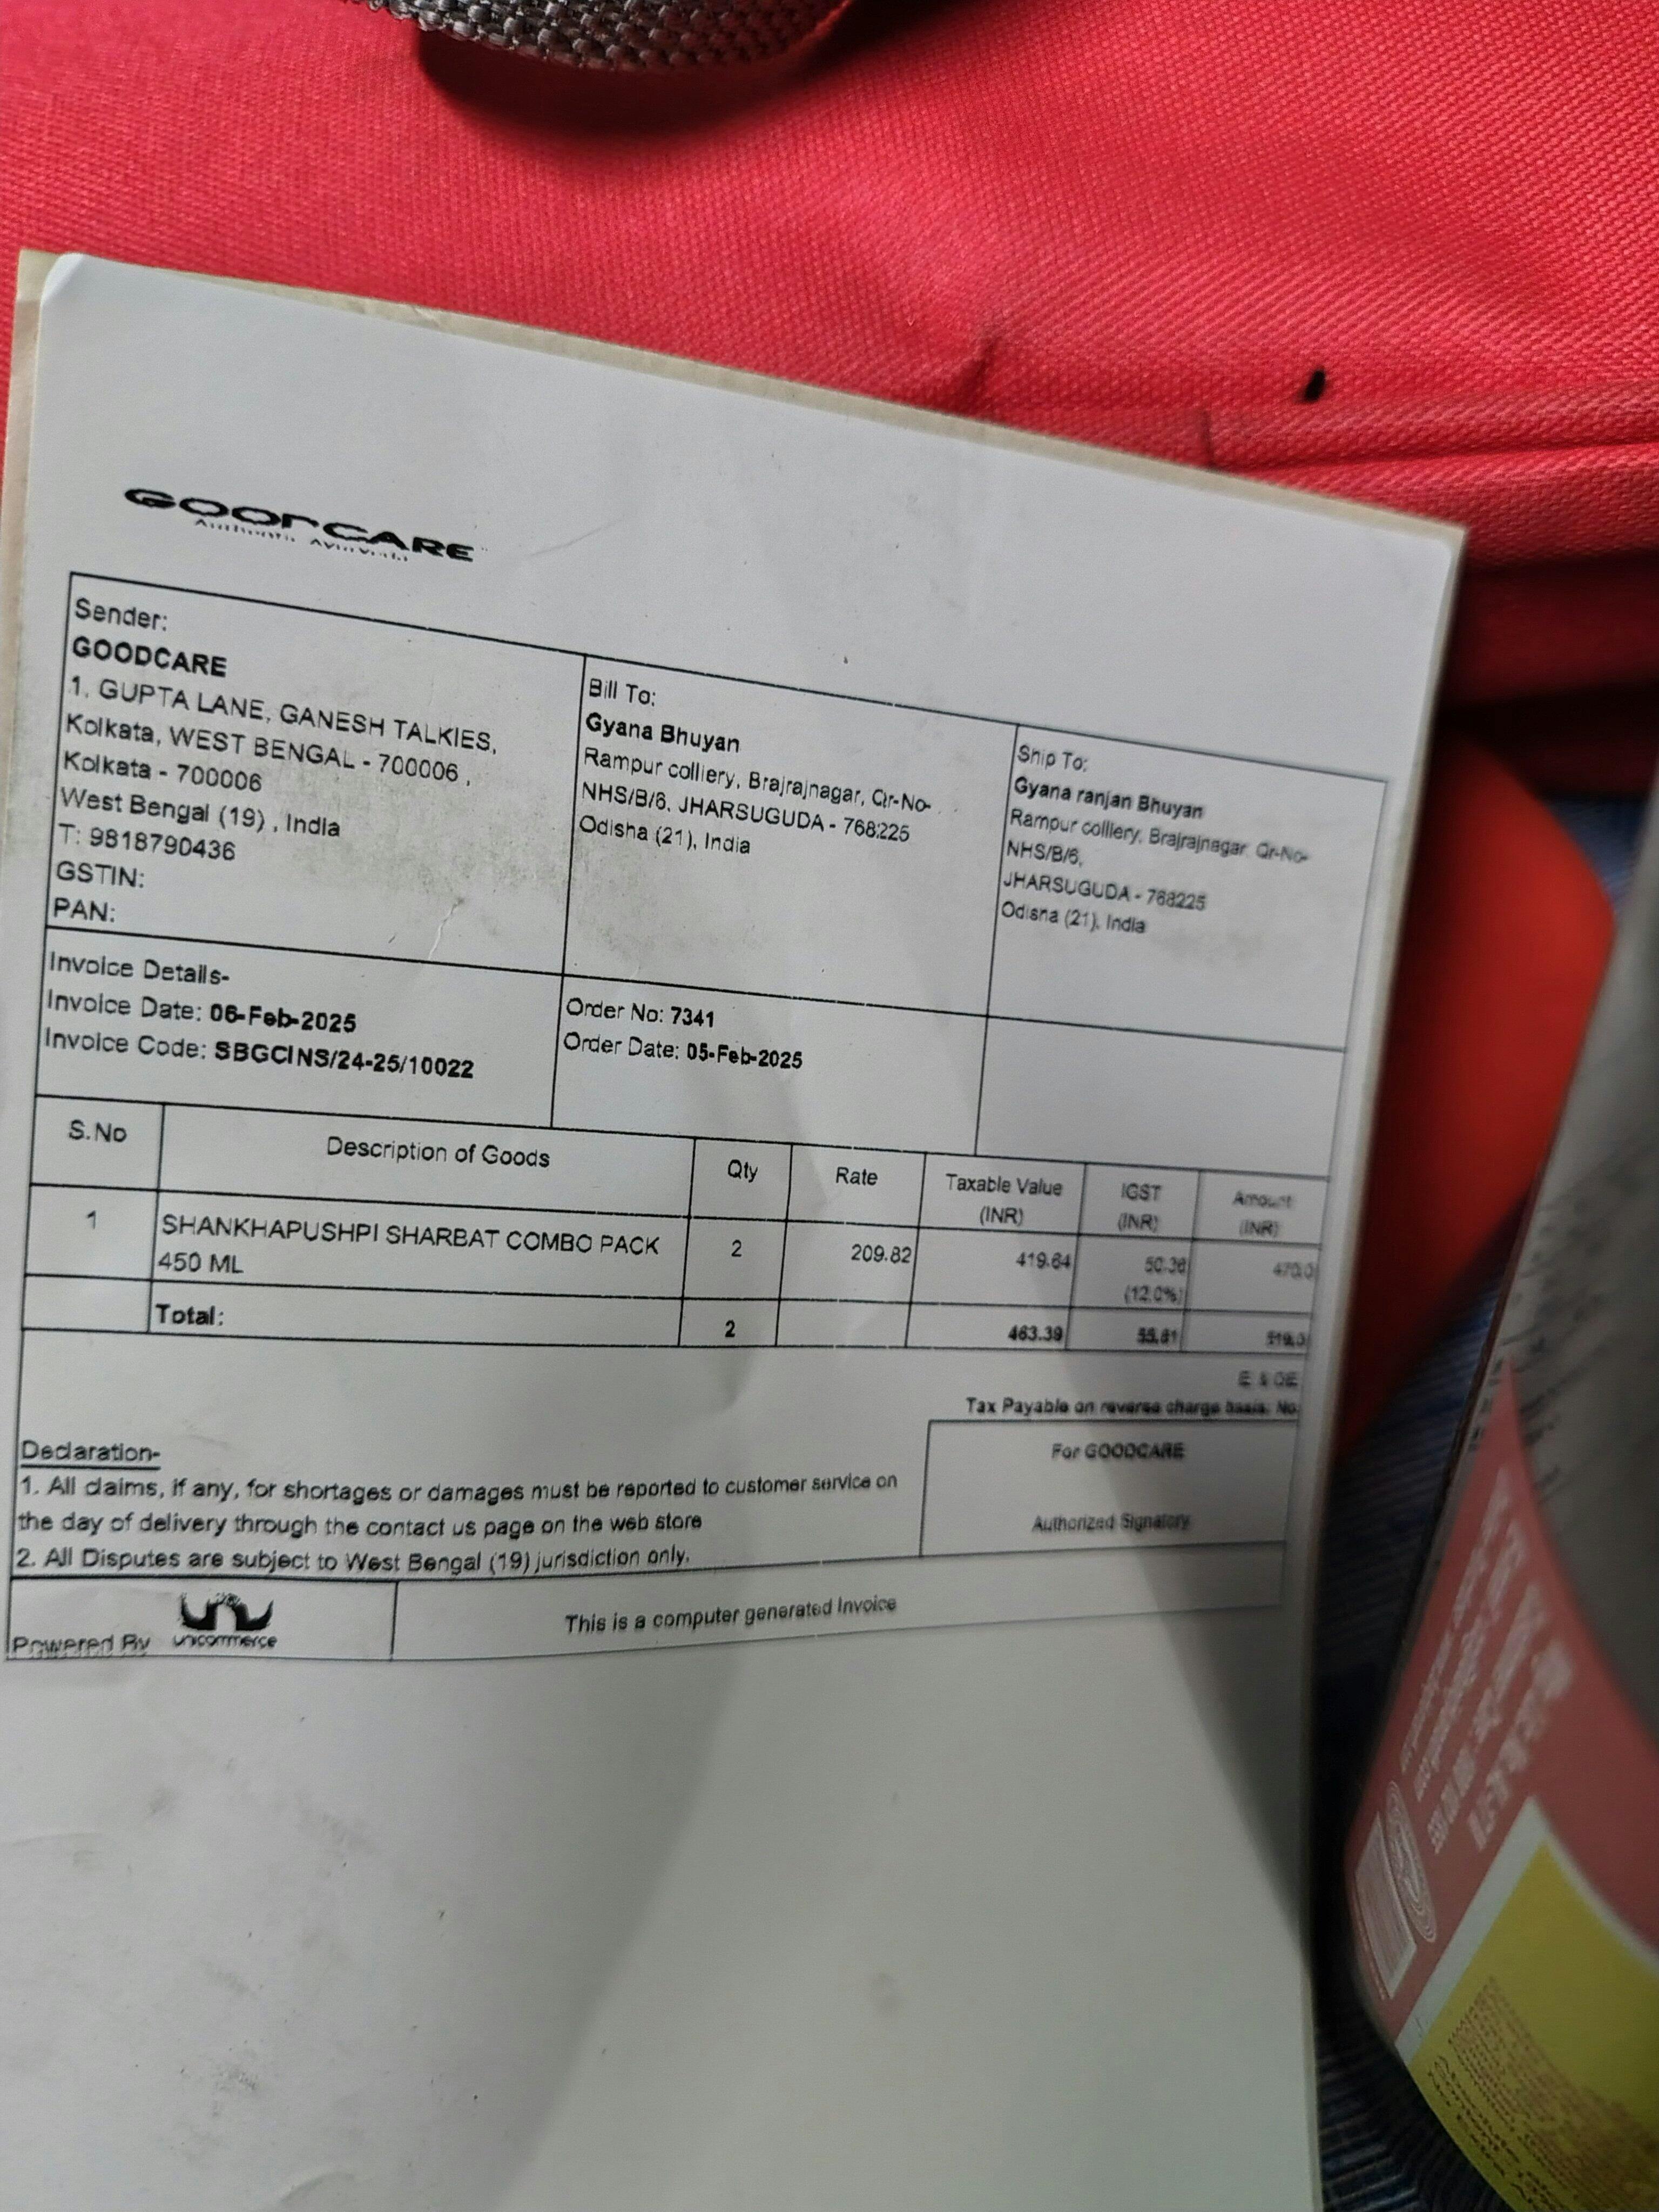 GOODCARE
Authentic Ayurveda
Sender:
GOODCARE
1, GUPTA LANE, GANESH TALKIES,
Kolkata, WEST BENGAL - 700006 ,
Kolkata - 700006
West Bengal (19) , India
T: 9818790436
GSTIN:
PAN:
Bill To:
Gyana Bhuyan
Rampur colliery, Brajrajnagar, Qr-No-
NHS/B/6, JHARSUGUDA - 768225
Odisha (21), India
Ship To:
Gyana ranjan Bhuyan
Rampur colliery, Brajrajnagar, Qr-No-
NHS/B/6,
JHARSUGUDA - 768225
Odisha (21), India
Invoice Details-
Invoice Date: 06-Feb-2025
Invoice Code: SBGCINS/24-25/10022
Order No: 7341
Order Date: 05-Feb-2025
S.No Description of Goods Qty Rate Taxable Value (INR) IGST (INR) Amount (INR)
1 SHANKHAPUSHPI SHARBAT COMBO PACK 2 209.82 419.64 50.36
450 ML (12.0%)
Total: 2 463.39 55.61
E & OE
Tax Payable on reverse charge basis: No
Declaration-
1. All claims, if any, for shortages or damages must be reported to customer service on
the day of delivery through the contact us page on the web store
2. All Disputes are subject to West Bengal (19) jurisdiction only.
For GOODCARE
Authorized Signatory
Powered By unicommerce
This is a computer generated Invoice